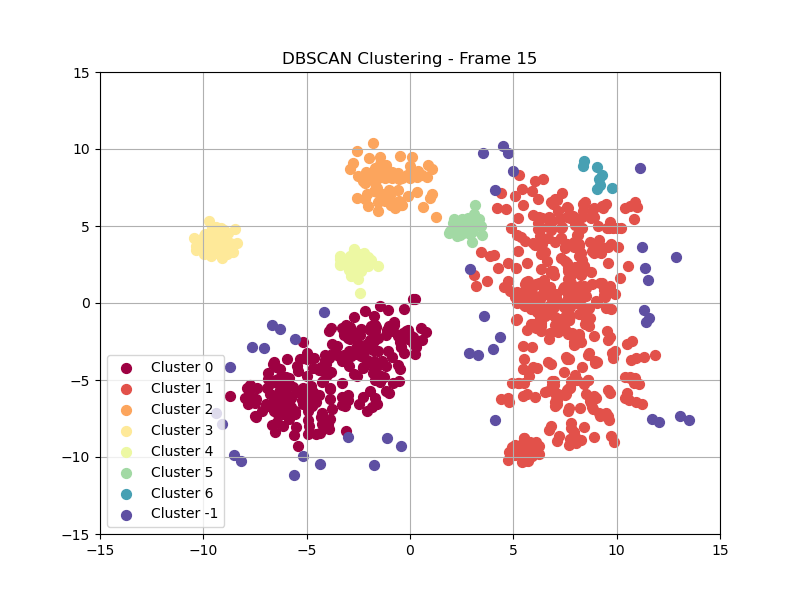 DBSCAN Clustering - Frame 15
15
10
5
0
−5
−10
−15
Cluster 0
Cluster 1
Cluster 2
Cluster 3
Cluster 4
Cluster 5
Cluster 6
Cluster -1
−15 −10 −5 0 5 10 15